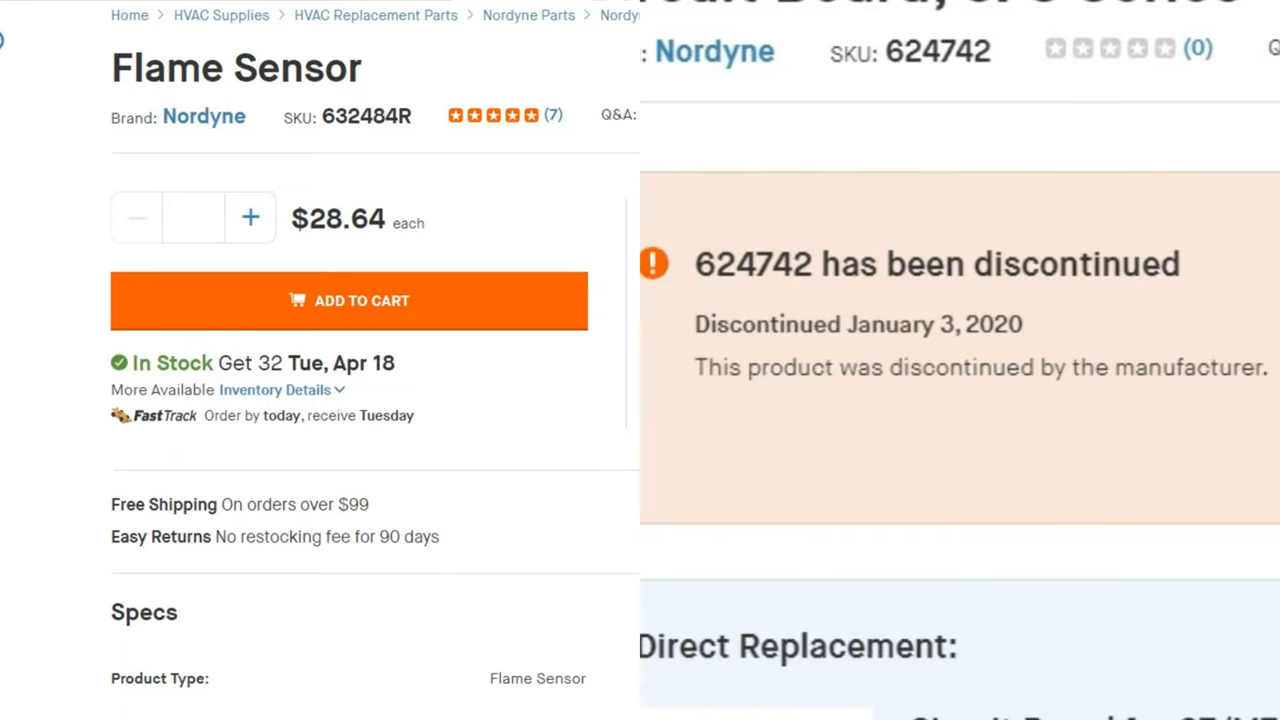 Home > HVAC Supplies > HVAC Replacement Parts > Nordyne Parts > Nordy
Flame Sensor
Brand: Nordyne SKU: 632484R (7) Q&A:
$28.64 each
ADD TO CART
In Stock Get 32 Tue, Apr 18
More Available Inventory Details
FastTrack Order by today, receive Tuesday
Free Shipping On orders over $99
Easy Returns No restocking fee for 90 days
Specs
Product Type: Flame Sensor
: Nordyne SKU: 624742 (0)
624742 has been discontinued
Discontinued January 3, 2020
This product was discontinued by the manufacturer.
Direct Replacement: